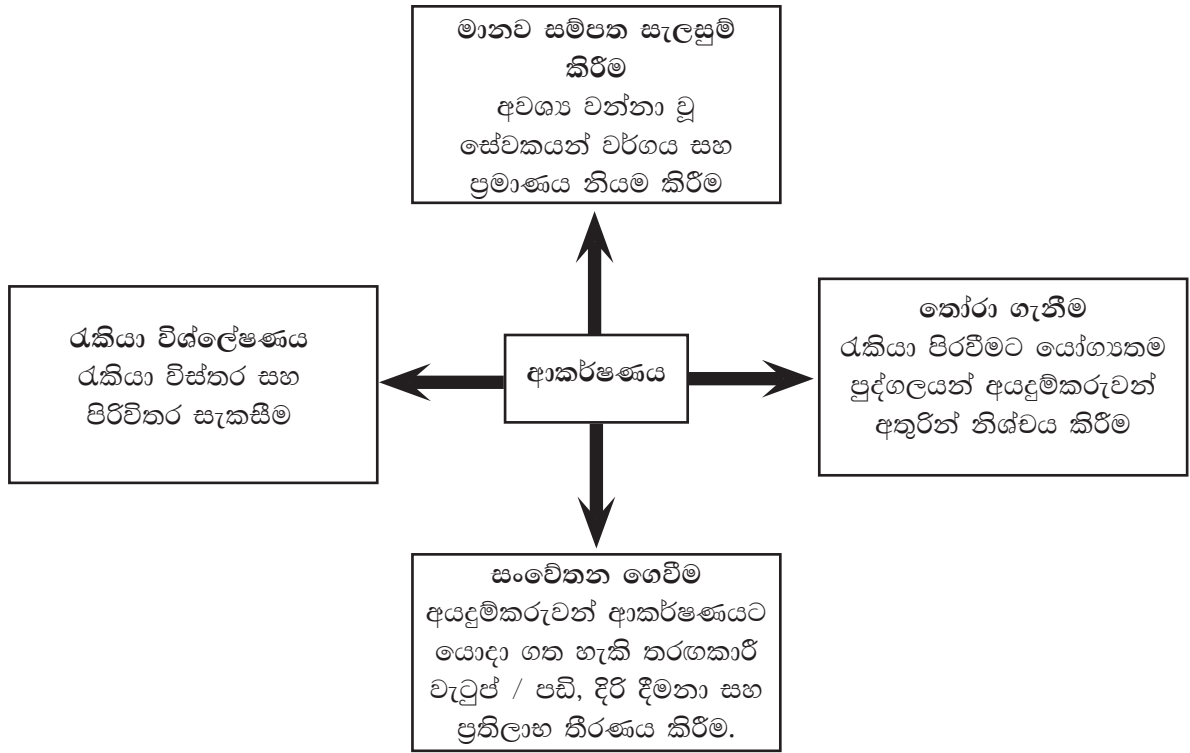 මානව සම්පත සැලසුම්
කිරීම
අවශ්‍ය වන්නා වූ
සේවකයන් වර්ගය සහ
ප්‍රමාණය නියම කිරීම
රැකියා විශ්ලේෂණය
රැකියා විස්තර සහ
පිරිවිතර සැකසීම
ආකර්ෂණය
තෝරා ගැනීම
රැකියා පිරවීමට යෝග්‍යතම
පුද්ගලයන් අයදුම්කරුවන්
අතුරින් නිශ්චය කිරීම
සංවේතන ගෙවීම
අයදුම්කරුවන් ආකර්ෂණයට
යොදා ගත හැකි තරඟකාරී
වැටුප් / පඩි, දිරි දීමනා සහ
ප්‍රතිලාභ තීරණය කිරීම.